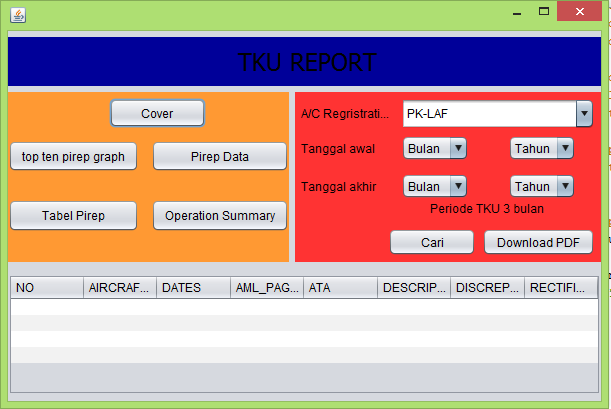 TKU REPORT
Cover
top ten pirep graph
Pirep Data
Tabel Pirep
Operation Summary
A/C Regristrati...
PK-LAF
Tanggal awal
Bulan
Tahun
Tanggal akhir
Bulan
Tahun
Periode TKU 3 bulan
Cari
Download PDF
NO AIRCRAF... DATES AML_PAG... ATA DESCRIP... DISCREP... RECTIFI...